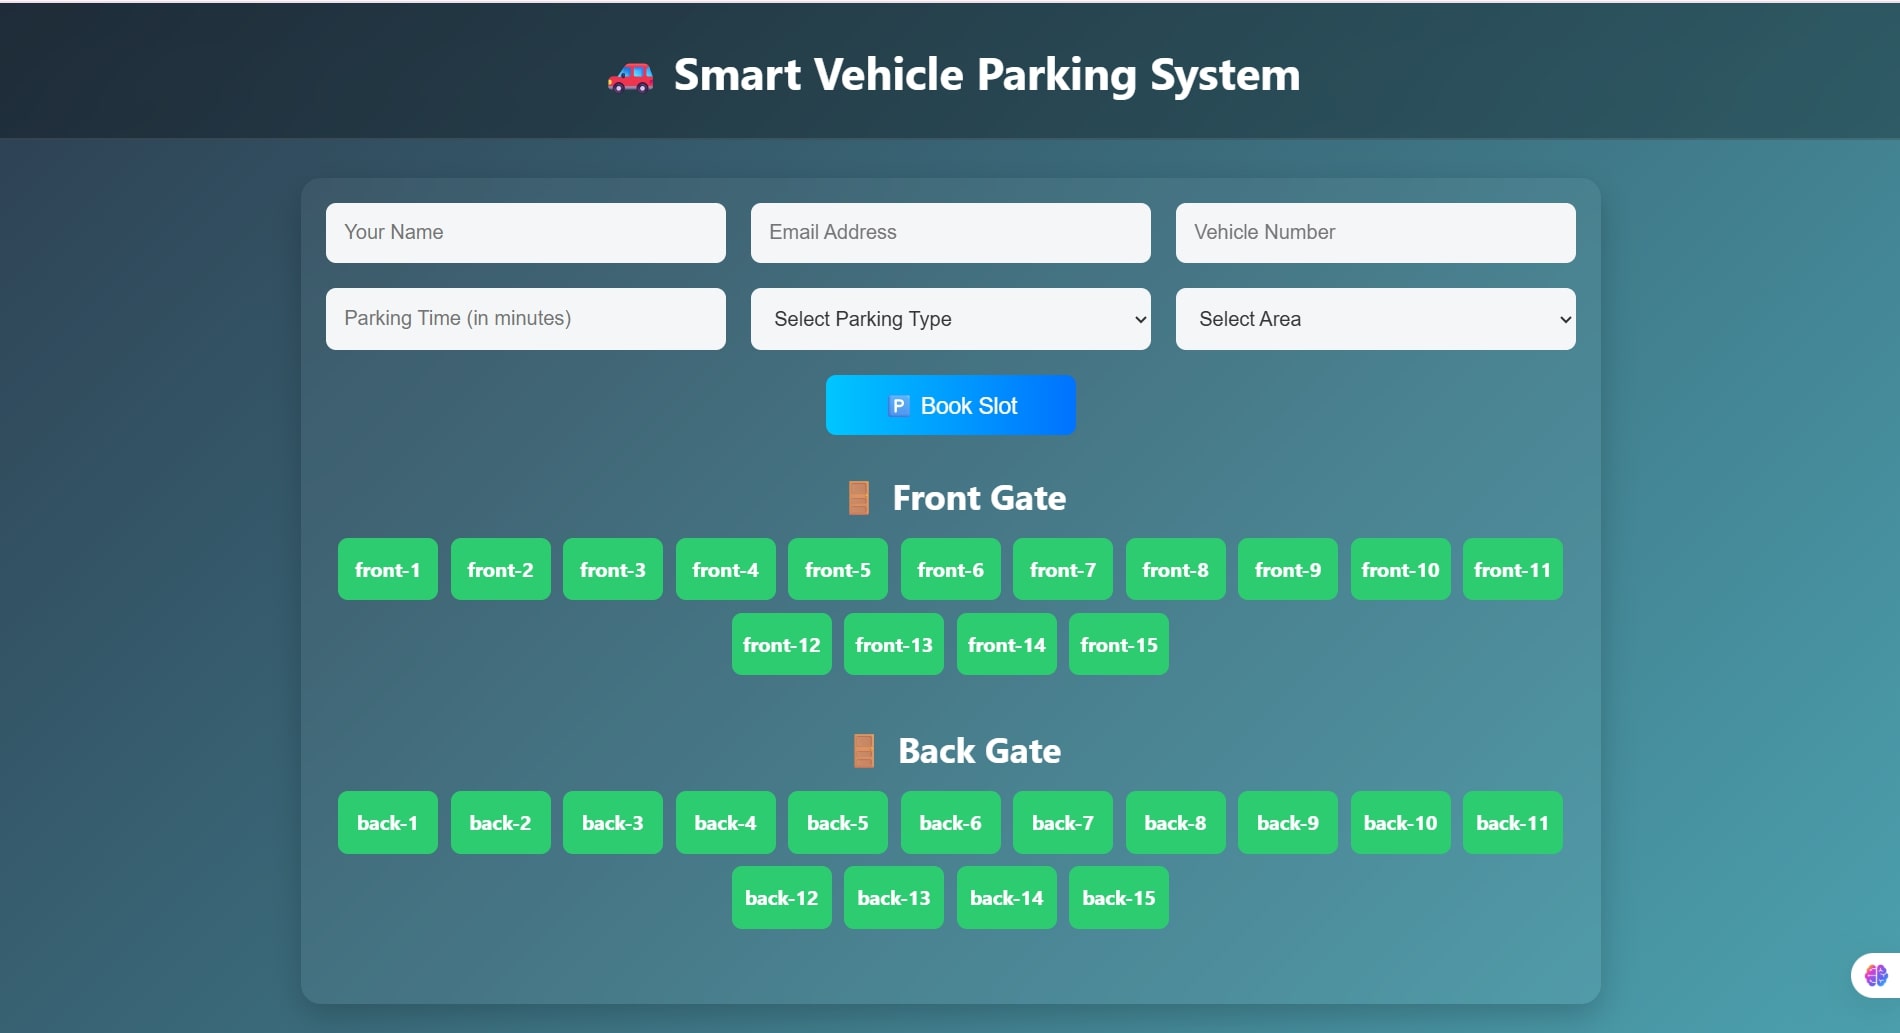 Smart Vehicle Parking System
Your Name Email Address Vehicle Number
Parking Time (in minutes) Select Parking Type Select Area
P Book Slot
Front Gate
front-1 front-2 front-3 front-4 front-5 front-6 front-7 front-8 front-9 front-10 front-11
front-12 front-13 front-14 front-15
Back Gate
back-1 back-2 back-3 back-4 back-5 back-6 back-7 back-8 back-9 back-10 back-11
back-12 back-13 back-14 back-15